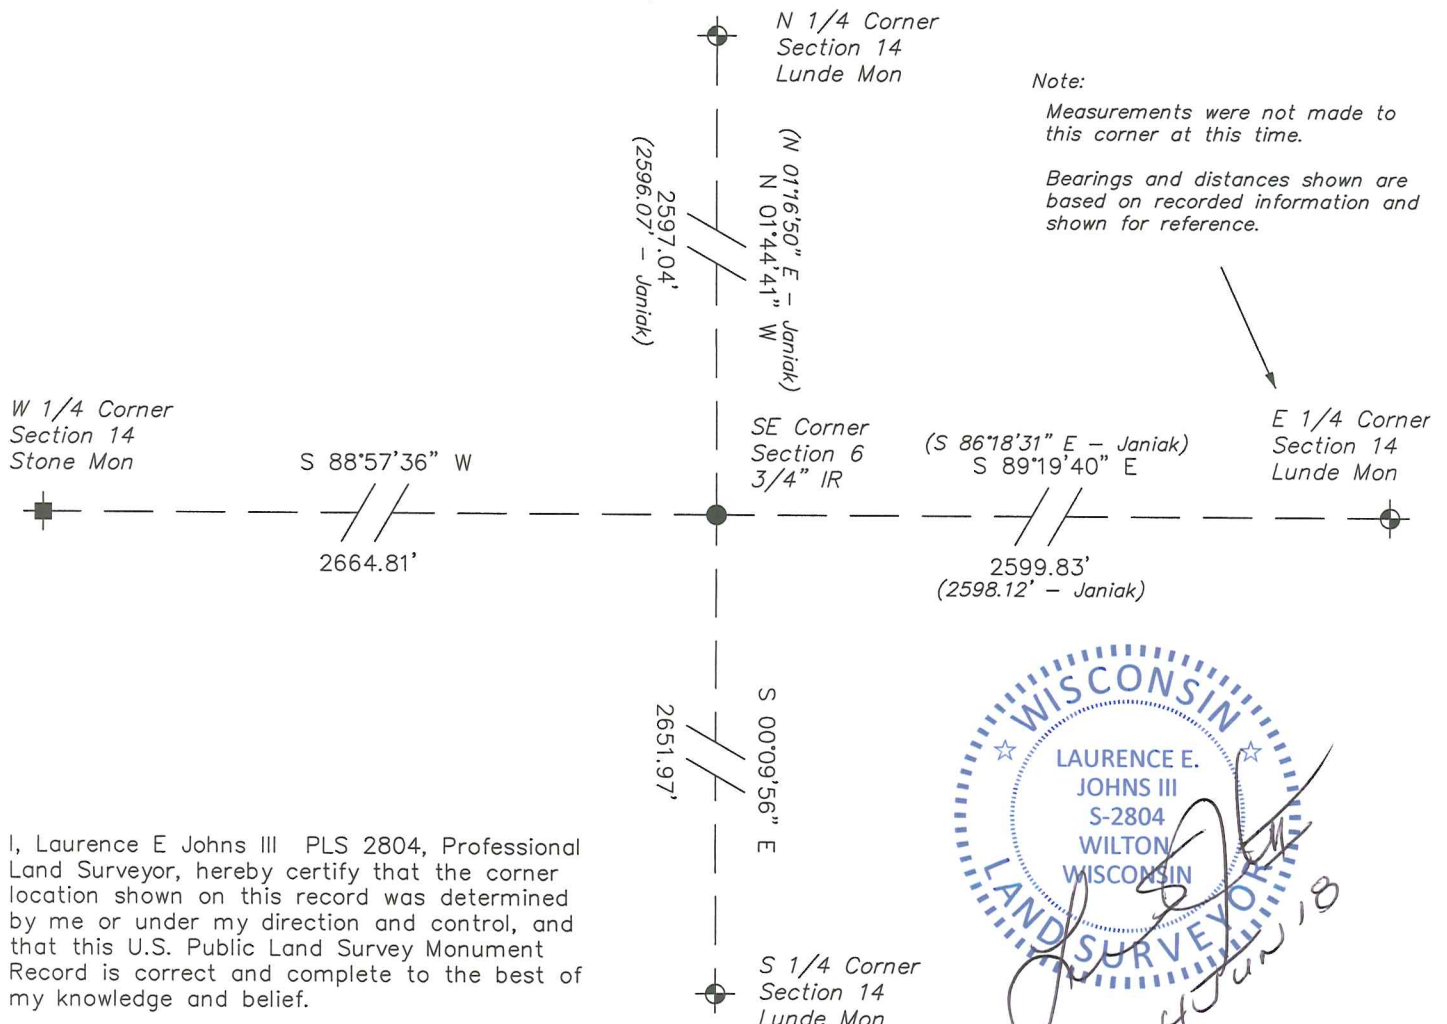 N 1/4 Corner
Section 14
Lunde Mon
Note:
Measurements were not made to
this corner at this time.
Bearings and distances shown are
based on recorded information and
shown for reference.
(N 01°16'50" E – Janiak)
N 01°44'41" W
2597.04'
(2596.07' – Janiak)
W 1/4 Corner
Section 14
Stone Mon
S 88°57'36" W
2664.81'
SE Corner
Section 6
3/4" IR
(S 86°18'31" E – Janiak)
S 89°19'40" E
2599.83'
(2598.12' – Janiak)
E 1/4 Corner
Section 14
Lunde Mon
S 00°09'56" E
2651.97'
WISCONSIN
LAURENCE E.
JOHNS III
S-2804
WILTON
WISCONSIN
LAND SURVEYOR
Jun 18
I, Laurence E Johns III PLS 2804, Professional
Land Surveyor, hereby certify that the corner
location shown on this record was determined
by me or under my direction and control, and
that this U.S. Public Land Survey Monument
Record is correct and complete to the best of
my knowledge and belief.
S 1/4 Corner
Section 14
Lunde Mon